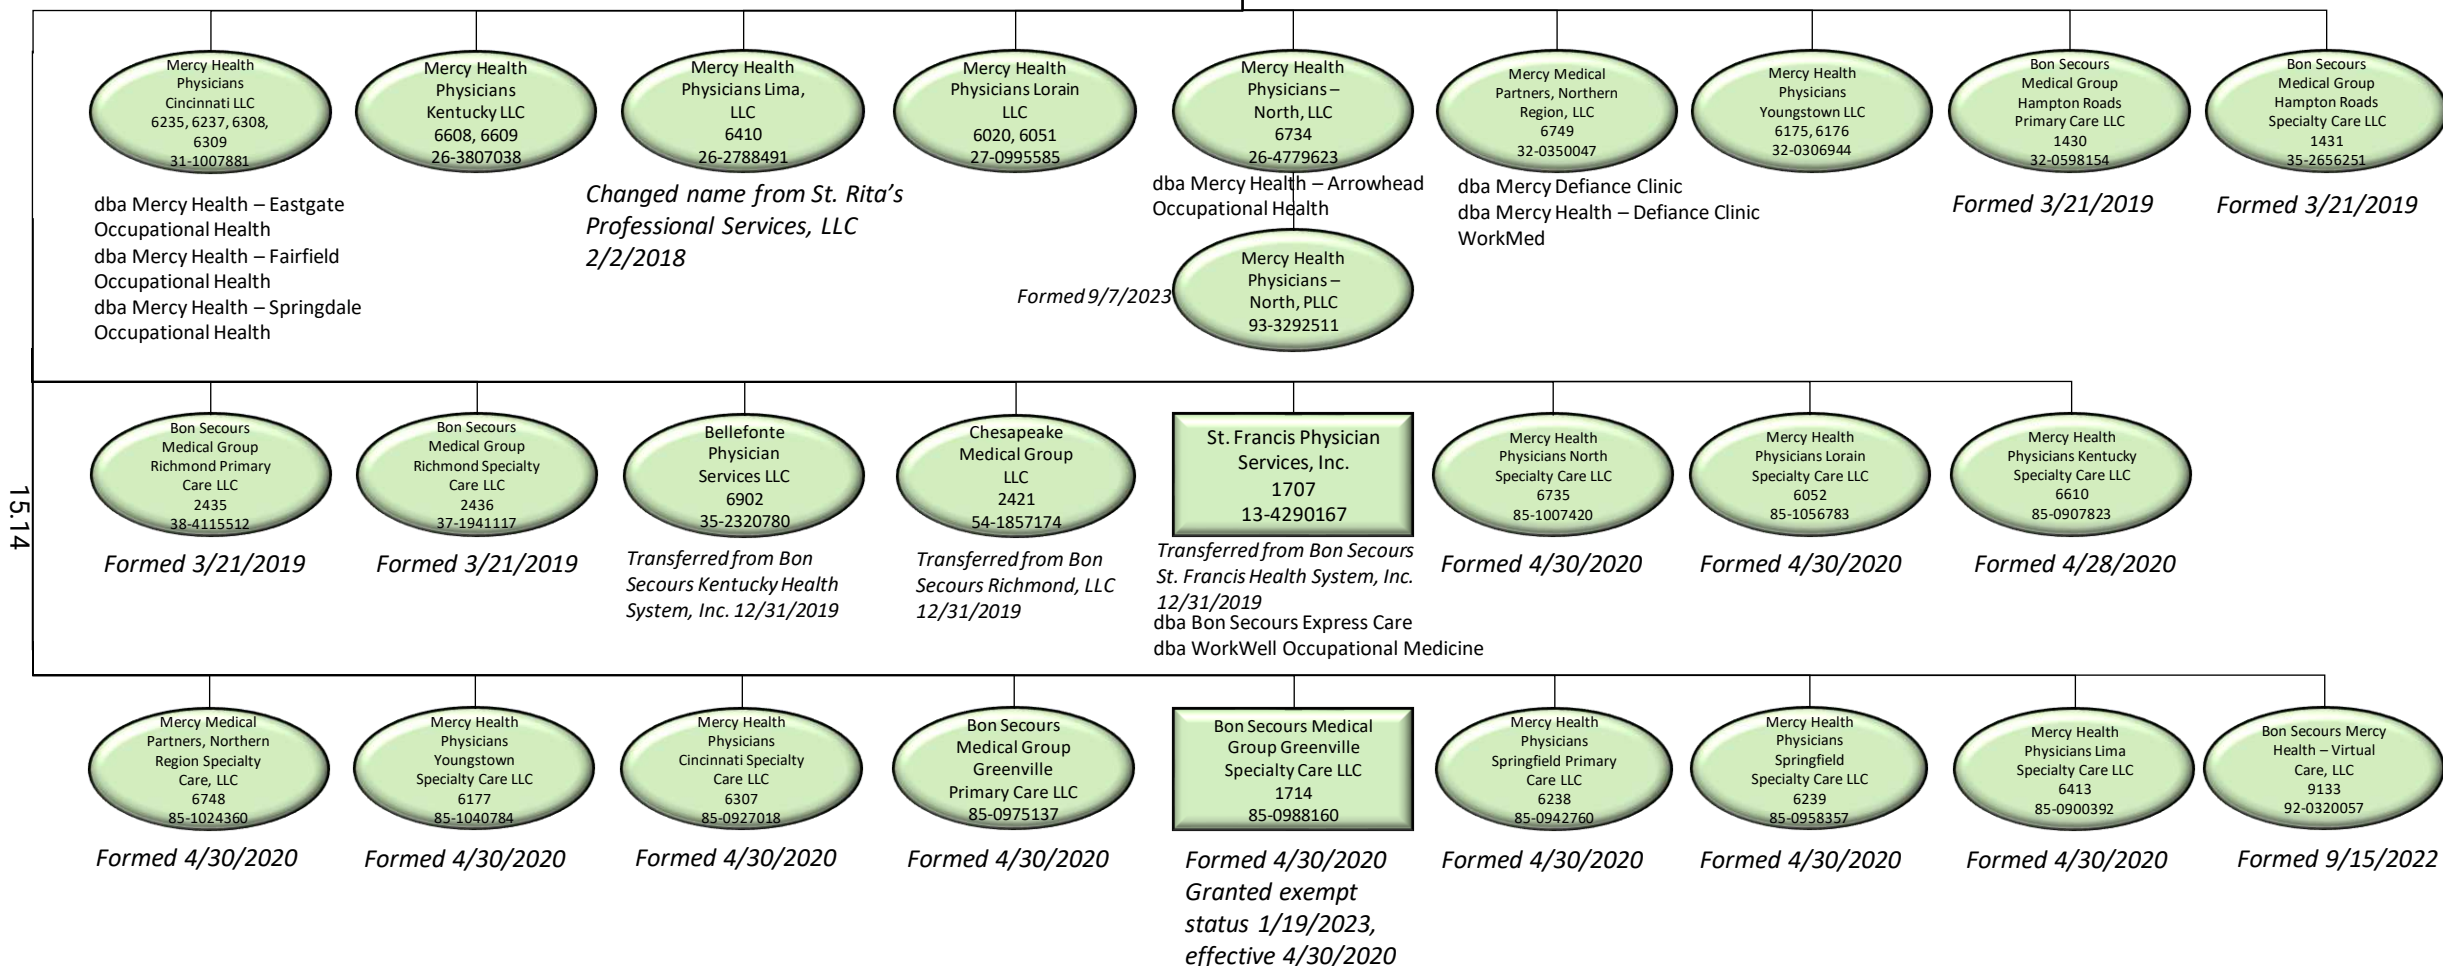 Mercy Health
Physicians
Cincinnati LLC
6235, 6237, 6308,
6309
31-1007881
dba Mercy Health – Eastgate
Occupational Health
dba Mercy Health – Fairfield
Occupational Health
dba Mercy Health – Springdale
Occupational Health
Mercy Health
Physicians
Kentucky LLC
6608, 6609
26-3807038
Mercy Health
Physicians Lima,
LLC
6410
26-2788491
Changed name from St. Rita’s
Professional Services, LLC
2/2/2018
Mercy Health
Physicians Lorain
LLC
6020, 6051
27-0995585
Mercy Health
Physicians –
North, LLC
6734
26-4779623
dba Mercy Health – Arrowhead
Occupational Health
Formed 9/7/2023
Mercy Health
Physicians –
North, PLLC
93-3292511
Mercy Medical
Partners, Northern
Region, LLC
6749
32-0350047
dba Mercy Defiance Clinic
dba Mercy Health – Defiance Clinic
WorkMed
Mercy Health
Physicians
Youngstown LLC
6175, 6176
32-0306944
Bon Secours
Medical Group
Hampton Roads
Primary Care LLC
1430
32-0598154
Formed 3/21/2019
Bon Secours
Medical Group
Hampton Roads
Specialty Care LLC
1431
35-2656251
Formed 3/21/2019
15.14
Bon Secours
Medical Group
Richmond Primary
Care LLC
2435
38-4115512
Formed 3/21/2019
Bon Secours
Medical Group
Richmond Specialty
Care LLC
2436
37-1941117
Formed 3/21/2019
Bellefonte
Physician
Services LLC
6902
35-2320780
Transferred from Bon
Secours Kentucky Health
System, Inc. 12/31/2019
Chesapeake
Medical Group
LLC
2421
54-1857174
Transferred from Bon
Secours Richmond, LLC
12/31/2019
St. Francis Physician
Services, Inc.
1707
13-4290167
Transferred from Bon Secours
St. Francis Health System, Inc.
12/31/2019
dba Bon Secours Express Care
dba WorkWell Occupational Medicine
Mercy Health
Physicians North
Specialty Care LLC
6735
85-1007420
Formed 4/30/2020
Mercy Health
Physicians Lorain
Specialty Care LLC
6052
85-1056783
Formed 4/30/2020
Mercy Health
Physicians Kentucky
Specialty Care LLC
6610
85-0907823
Formed 4/28/2020
Mercy Medical
Partners, Northern
Region Specialty
Care, LLC
6748
85-1024360
Formed 4/30/2020
Mercy Health
Physicians
Youngstown
Specialty Care LLC
6177
85-1040784
Formed 4/30/2020
Mercy Health
Physicians
Cincinnati Specialty
Care LLC
6307
85-0927018
Formed 4/30/2020
Bon Secours
Medical Group
Greenville
Primary Care LLC
85-0975137
Formed 4/30/2020
Bon Secours Medical
Group Greenville
Specialty Care LLC
1714
85-0988160
Formed 4/30/2020
Granted exempt
status 1/19/2023,
effective 4/30/2020
Mercy Health
Physicians
Springfield Primary
Care LLC
6238
85-0942760
Formed 4/30/2020
Mercy Health
Physicians
Springfield
Specialty Care LLC
6239
85-0958357
Formed 4/30/2020
Mercy Health
Physicians Lima
Specialty Care LLC
6413
85-0900392
Formed 4/30/2020
Bon Secours Mercy
Health – Virtual
Care, LLC
9133
92-0320057
Formed 9/15/2022